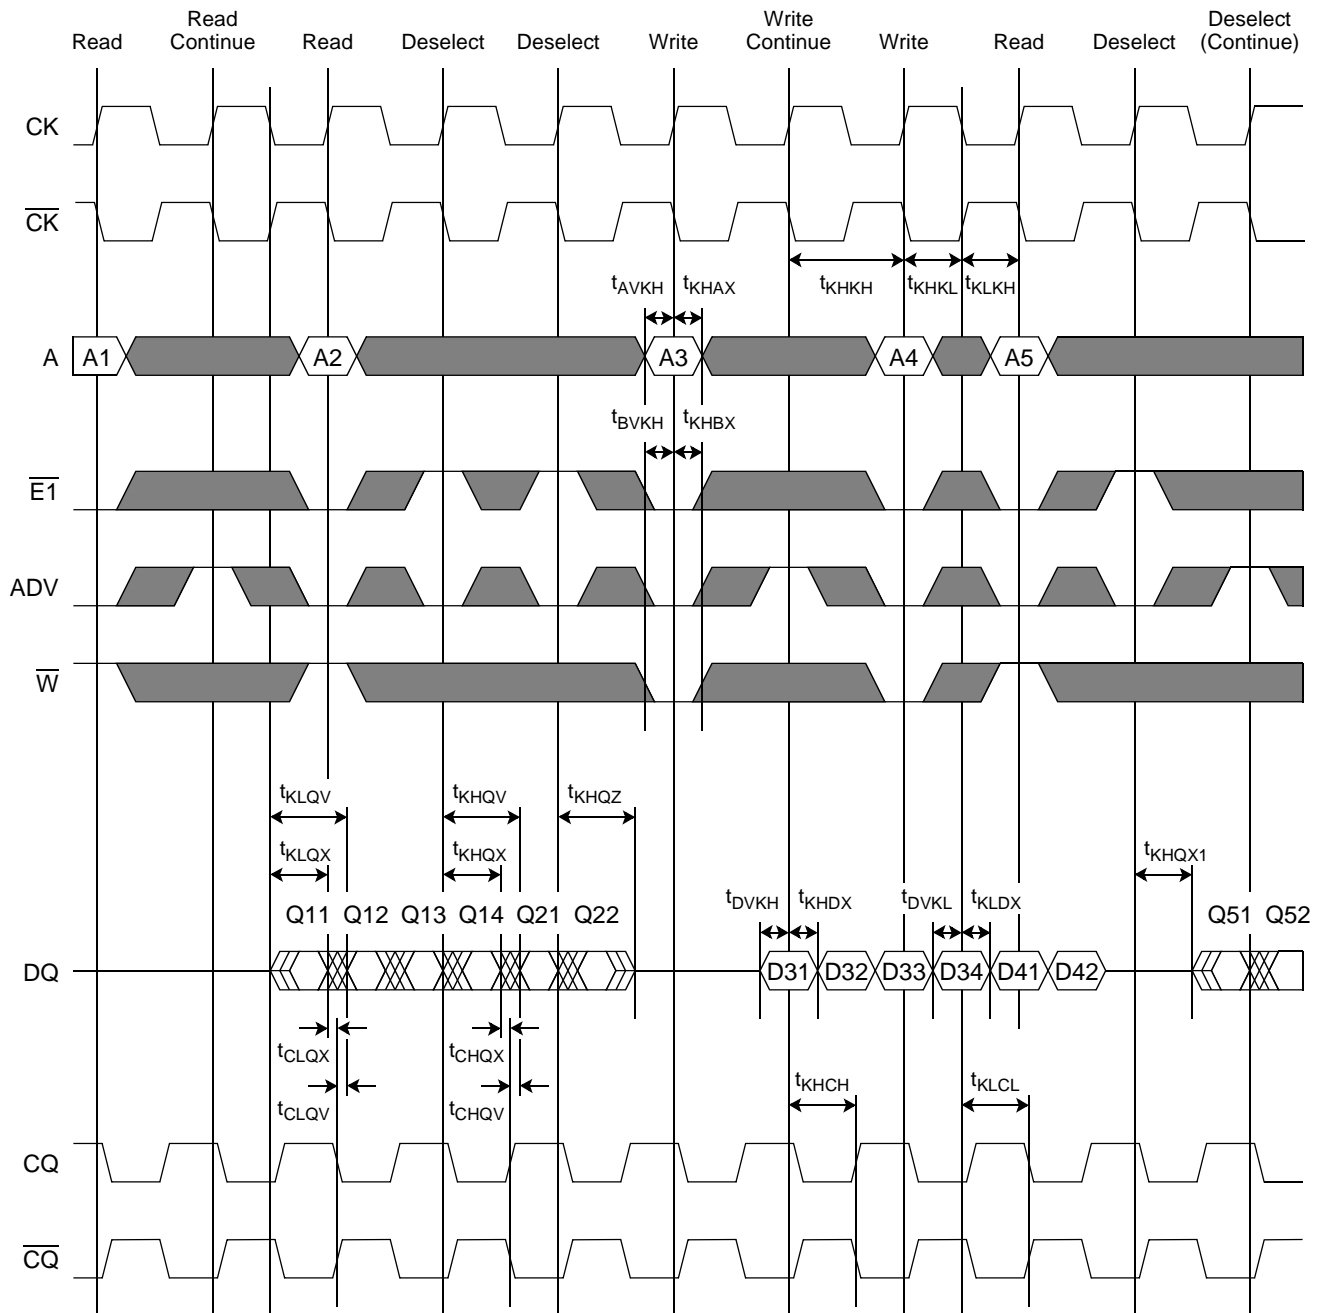 Read
Read Continue
Read
Deselect
Deselect
Write
Write Continue
Write
Read
Deselect
Deselect (Continue)
CK
C̅K̅
tKHKH
tKHKL
tKLKH
tAVKH
tKHAX
A
A1
A2
A3
A4
A5
tBVKH
tKHBX
E̅1̅
ADV
W̅
tKLQV
tKHQV
tKHQZ
tKLQX
tKHQX
tKHQX1
tDVKH
tKHDX
tDVKL
tKLDX
Q11
Q12
Q13
Q14
Q21
Q22
Q51
Q52
DQ
D31
D32
D33
D34
D41
D42
tCLQX
tCHQX
tCLQV
tCHQV
tKHCH
tKLCL
CQ
C̅Q̅